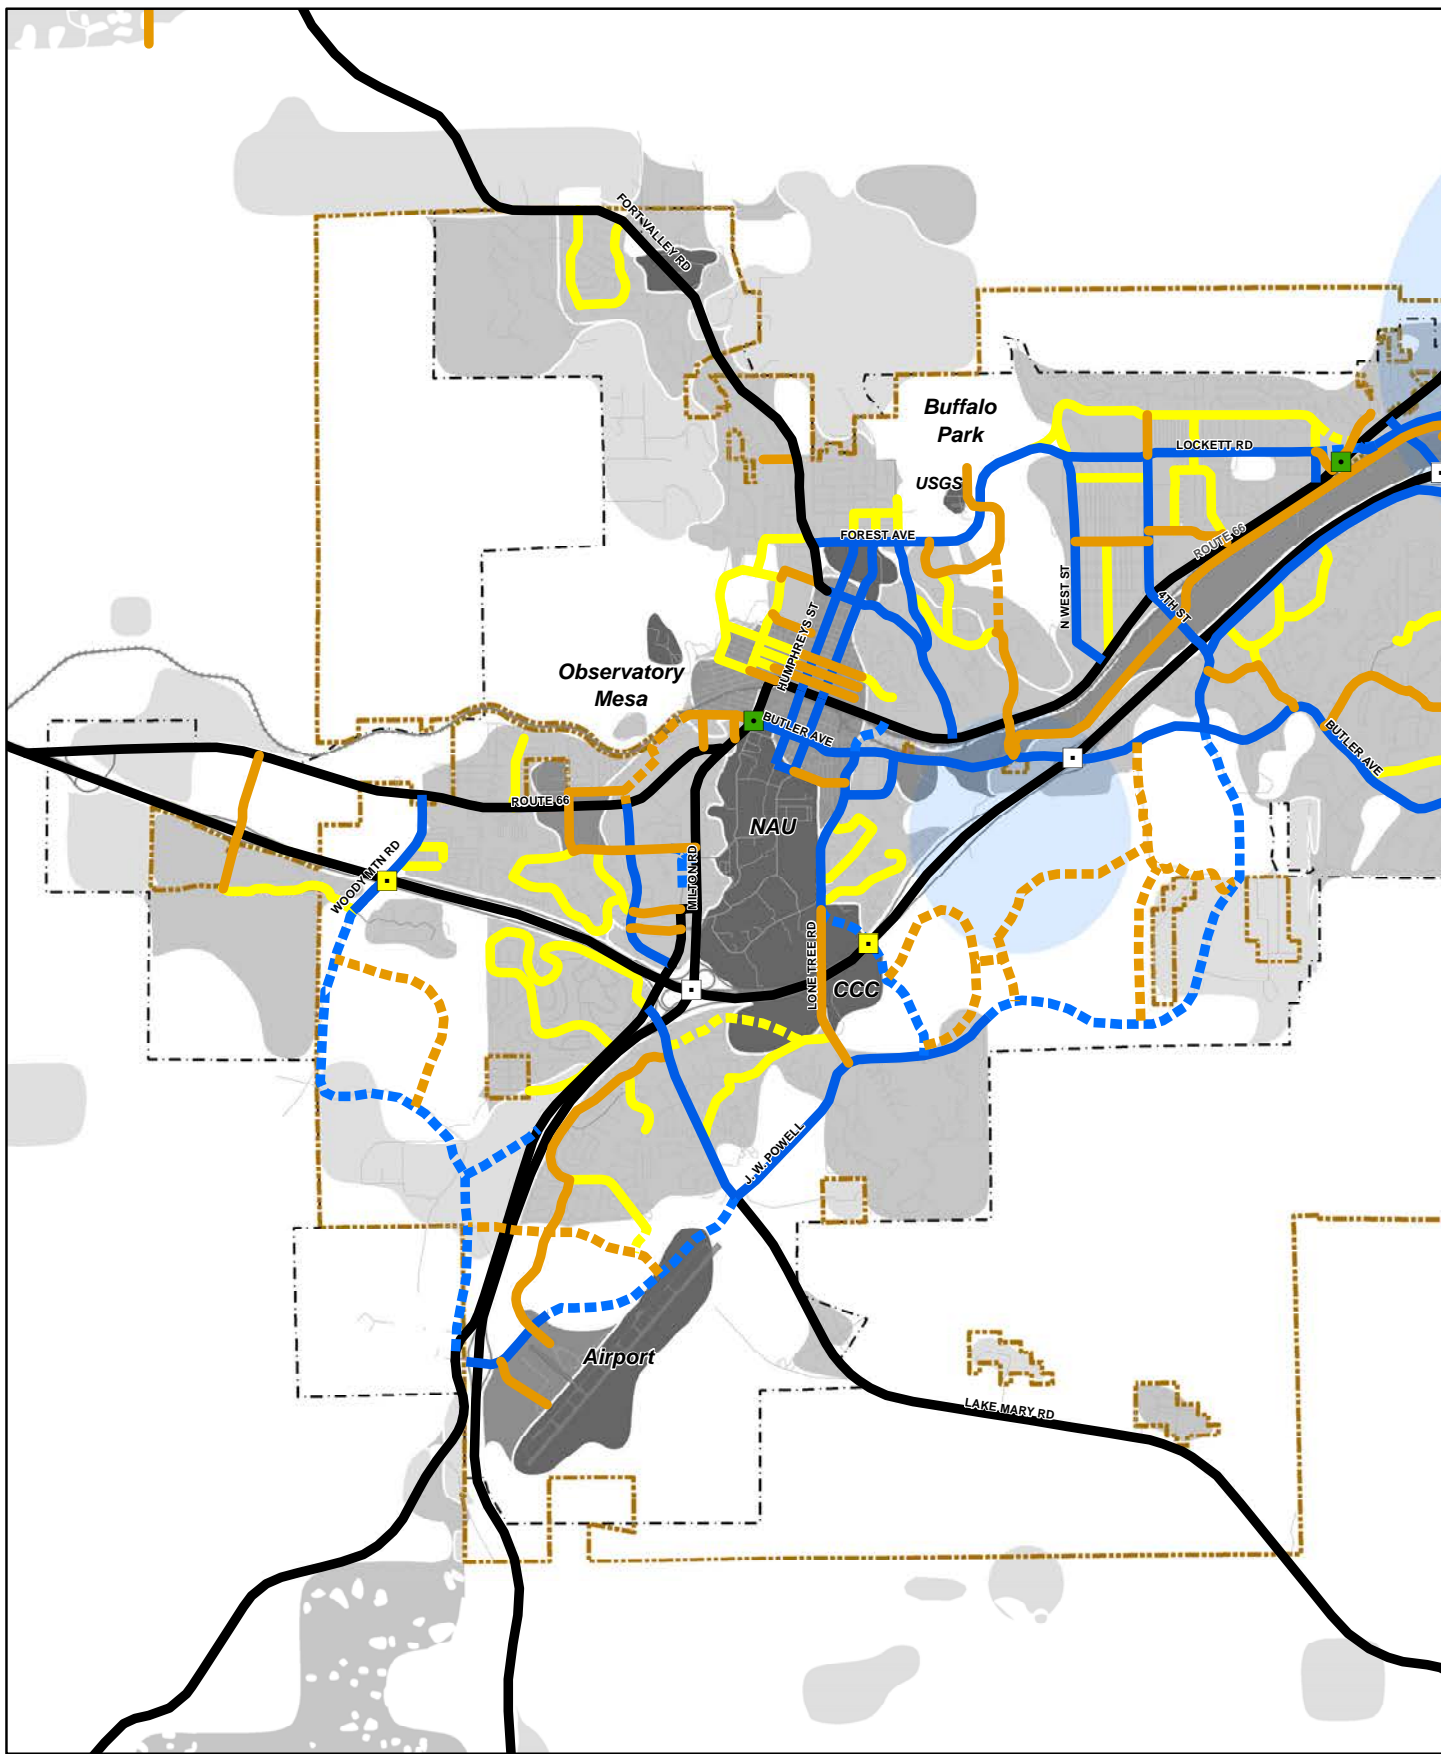 FORT VALLEY RD
Buffalo
Park
LOCKETT RD
USGS
FOREST AVE
ROUTE 66
N WEST ST
4TH ST
HUMPHREYS ST
Observatory
Mesa
BUTLER AVE
BUTLER AVE
ROUTE 66
NAU
WOODY MTN RD
MILTON RD
LONE TREE RD
CCC
J. W. POWELL
Airport
LAKE MARY RD